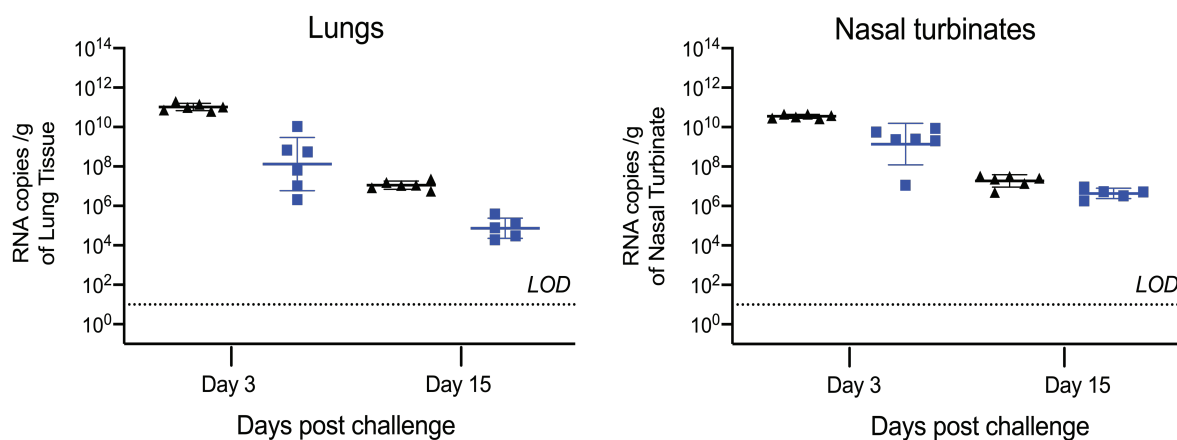 Lungs
RNA copies /g
of Lung Tissue
10^14
10^12
10^10
10^8
10^6
10^4
10^2
10^0
LOD
Day 3
Day 15
Days post challenge
Nasal turbinates
RNA copies /g
of Nasal Turbinate
10^14
10^12
10^10
10^8
10^6
10^4
10^2
10^0
LOD
Day 3
Day 15
Days post challenge